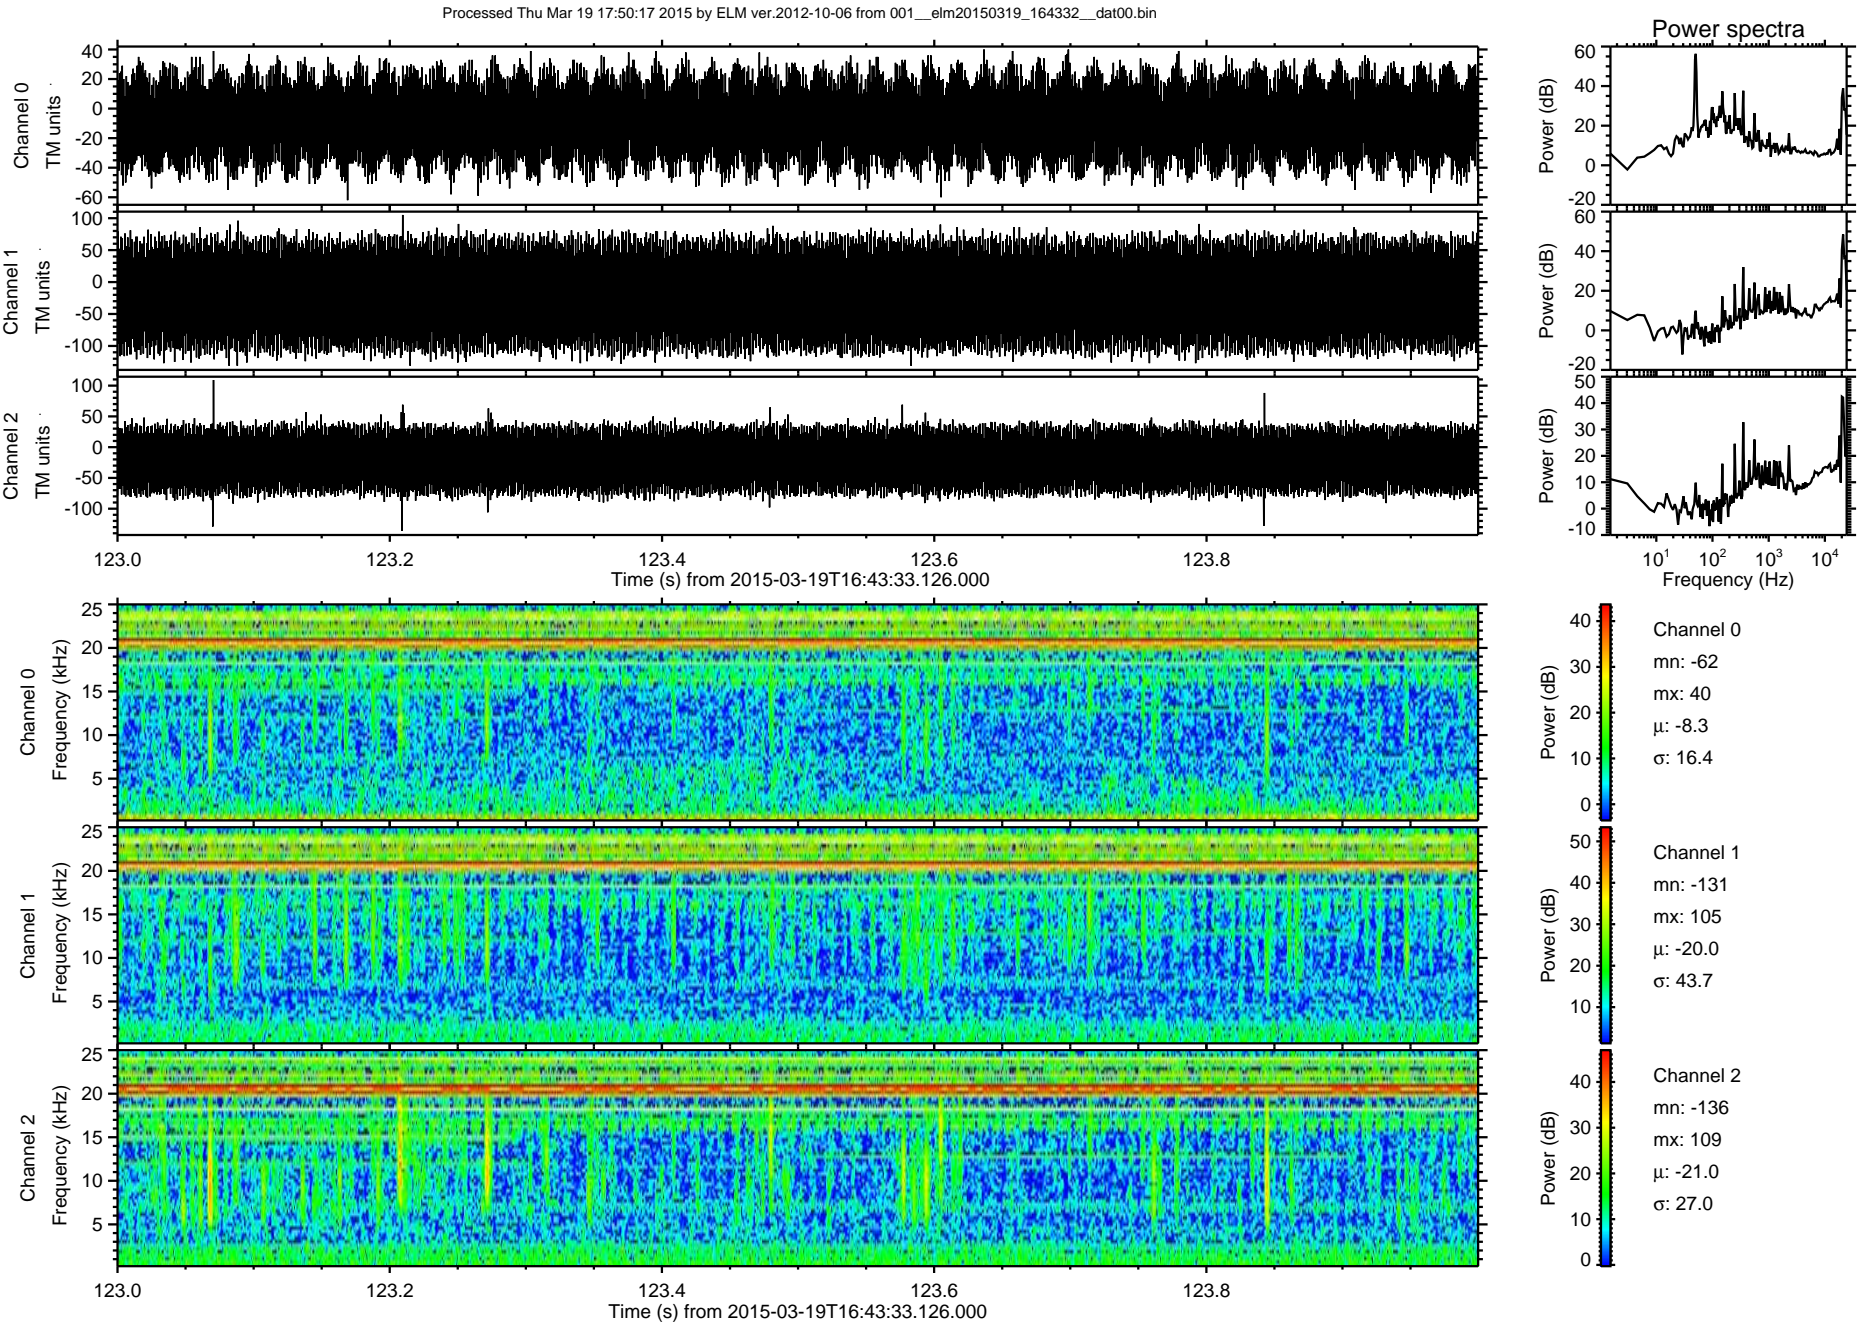 Processed Thu Mar 19 17:50:17 2015 by ELM ver.2012-10-06 from 001__elm20150319_164332__dat00.bin
Power spectra
Channel 0
TM units
40
20
0
-20
-40
-60
Power (dB)
60
40
20
0
-20
Channel 1
TM units
100
50
0
-50
-100
Power (dB)
60
40
20
0
-20
Channel 2
TM units
100
50
0
-50
-100
Power (dB)
50
40
30
20
10
0
-10
123.0 123.2 123.4 123.6 123.8
Time (s) from 2015-03-19T16:43:33.126.000
10^1 10^2 10^3 10^4
Frequency (Hz)
Channel 0
Frequency (kHz)
25
20
15
10
5
Power (dB)
40
30
20
10
0
Channel 0
mn: -62
mx: 40
μ: -8.3
σ: 16.4
Channel 1
Frequency (kHz)
25
20
15
10
5
Power (dB)
50
40
30
20
10
Channel 1
mn: -131
mx: 105
μ: -20.0
σ: 43.7
Channel 2
Frequency (kHz)
25
20
15
10
5
Power (dB)
40
30
20
10
0
Channel 2
mn: -136
mx: 109
μ: -21.0
σ: 27.0
123.0 123.2 123.4 123.6 123.8
Time (s) from 2015-03-19T16:43:33.126.000